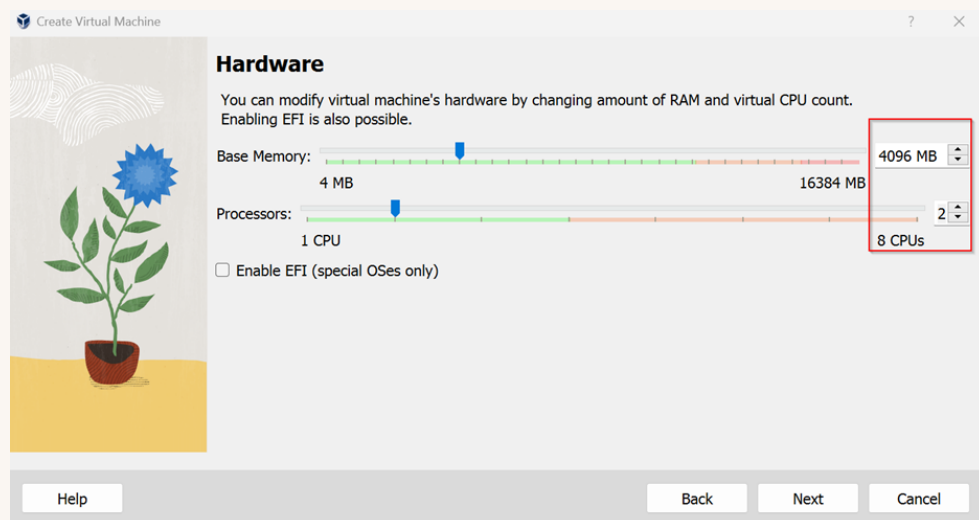 Create Virtual Machine
Hardware
You can modify virtual machine's hardware by changing amount of RAM and virtual CPU count.
Enabling EFI is also possible.
Base Memory: 4096 MB
4 MB 16384 MB
Processors: 2
1 CPU 8 CPUs
Enable EFI (special OSes only)
Help Back Next Cancel